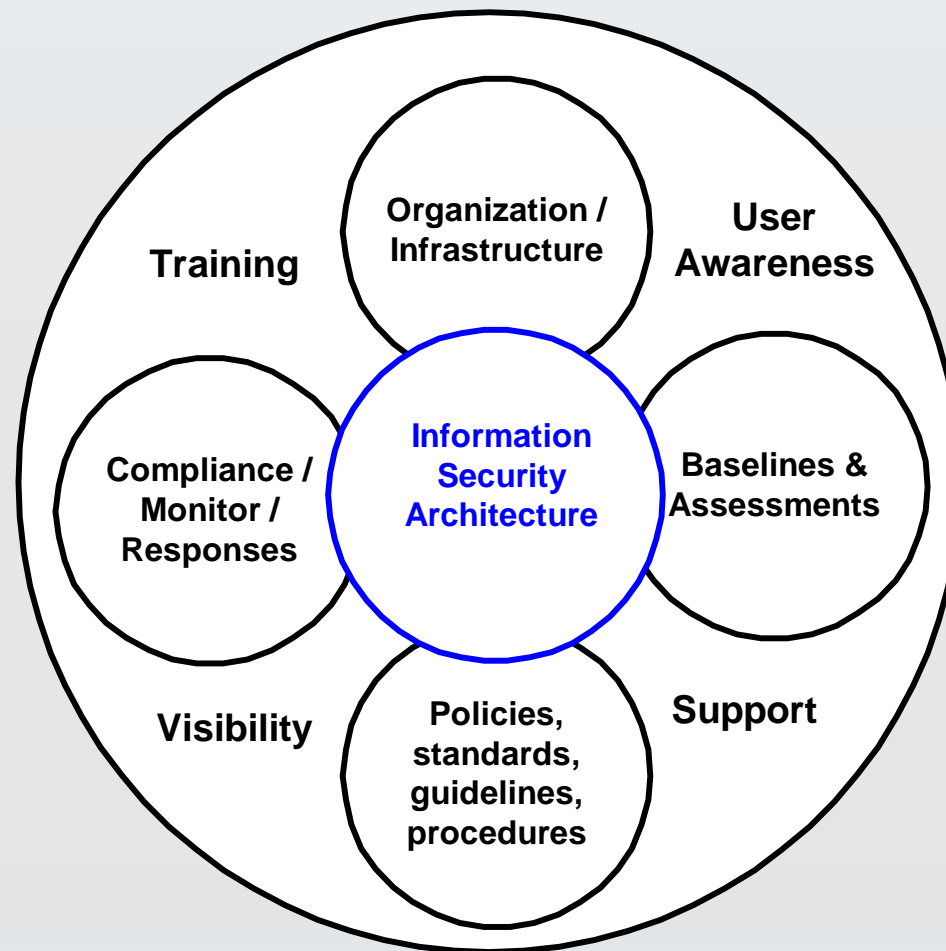 Organization /
Infrastructure
User
Awareness
Training
Information
Security
Architecture
Compliance /
Monitor /
Responses
Baselines &
Assessments
Visibility
Policies,
standards,
guidelines,
procedures
Support